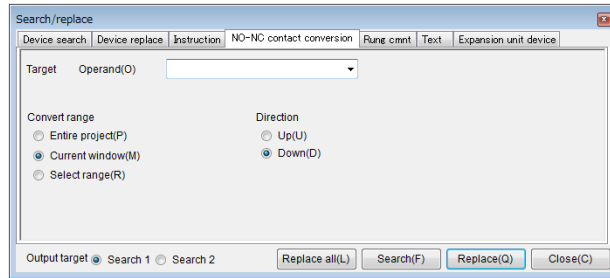 Search/replace
Device search Device replace Instruction NO-NC contact conversion Rung cmnt Text Expansion unit device
Target Operand(O)
Convert range Direction
Entire project(P) Up(U)
Current window(M) Down(D)
Select range(R)
Output target Search 1 Search 2 Replace all(L) Search(F) Replace(Q) Close(C)